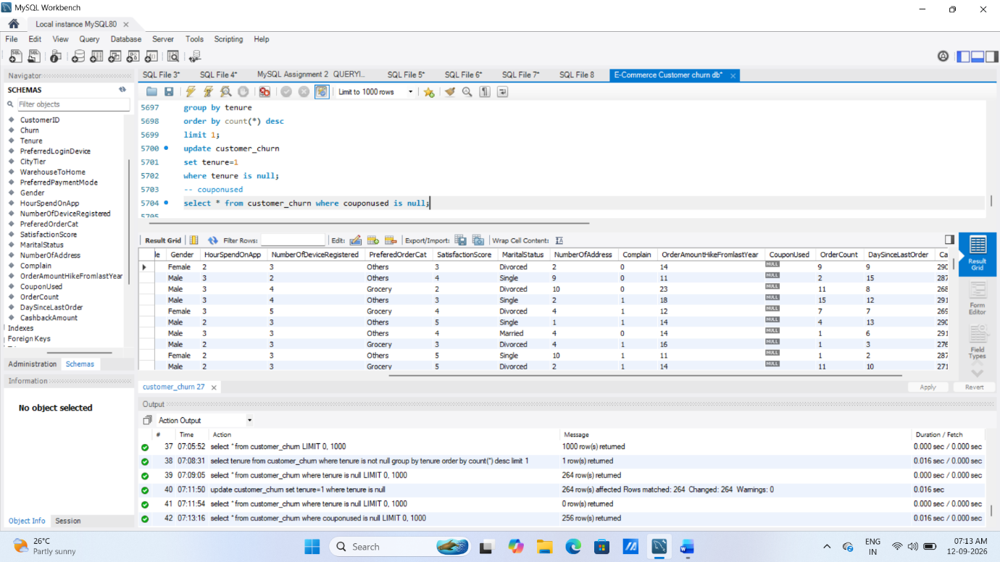 MySQL Workbench
Local instance MySQL80
File Edit View Query Database Server Tools Scripting Help
Navigator
SCHEMAS
Filter objects
CustomerID
Churn
Tenure
PreferredLoginDevice
CityTier
WarehouseToHome
PreferredPaymentMode
Gender
HourSpendOnApp
NumberOfDeviceRegistered
PreferedOrderCat
SatisfactionScore
MaritalStatus
NumberOfAddress
Complain
OrderAmountHikeFromlastYear
CouponUsed
OrderCount
DaySinceLastOrder
CashbackAmount
Indexes
Foreign Keys
Administration Schemas
Information
No object selected
Object Info Session
SQL File 3* SQL File 4* MySQL Assignment 2 QUERYI... SQL File 5* SQL File 6* SQL File 7* SQL File 8 E-Commerce Customer churn db*
Limit to 1000 rows
5697 group by tenure
5698 order by count(*) desc
5699 limit 1;
5700 update customer_churn
5701 set tenure=1
5702 where tenure is null;
5703 -- couponused
5704 select * from customer_churn where couponused is null;
5705
Result Grid Filter Rows: Edit: Export/Import: Wrap Cell Content:
le Gender HourSpendOnApp NumberOfDeviceRegistered PreferedOrderCat SatisfactionScore MaritalStatus NumberOfAddress Complain OrderAmountHikeFromlastYear CouponUsed OrderCount DaySinceLastOrder Ca
Female 2 3 Others 3 Divorced 2 0 14 NULL 9 9 290
Male 3 2 Others 4 Single 9 0 11 NULL 2 15 287
Male 3 4 Grocery 2 Divorced 10 0 23 NULL 11 8 268
Male 3 4 Others 3 Single 2 1 18 NULL 15 12 291
Female 3 5 Grocery 4 Divorced 4 1 12 NULL 7 7 269
Male 2 3 Others 5 Single 1 1 14 NULL 4 13 290
Male 3 3 Others 4 Married 4 0 14 NULL 1 6 291
Male 2 3 Grocery 3 Divorced 4 1 16 NULL 1 3 276
Female 2 3 Others 5 Single 10 1 11 NULL 1 2 287
Male 2 3 Grocery 5 Divorced 2 1 14 NULL 11 10 271
Result Grid
Form Editor
Field Types
customer_churn 27
Apply Revert
Output
Action Output
# Time Action Message Duration / Fetch
37 07:05:52 select * from customer_churn LIMIT 0, 1000 1000 row(s) returned 0.000 sec / 0.000 sec
38 07:08:31 select tenure from customer_churn where tenure is not null group by tenure order by count(*) desc limit 1 1 row(s) returned 0.016 sec / 0.000 sec
39 07:09:05 select * from customer_churn where tenure is null LIMIT 0, 1000 264 row(s) returned 0.000 sec / 0.000 sec
40 07:11:50 update customer_churn set tenure=1 where tenure is null 264 row(s) affected Rows matched: 264 Changed: 264 Warnings: 0 0.016 sec
41 07:11:54 select * from customer_churn where tenure is null LIMIT 0, 1000 0 row(s) returned 0.000 sec / 0.000 sec
42 07:13:16 select * from customer_churn where couponused is null LIMIT 0, 1000 256 row(s) returned 0.016 sec / 0.000 sec
26°C
Partly sunny
Search
ENG
IN
07:13 AM
12-09-2026